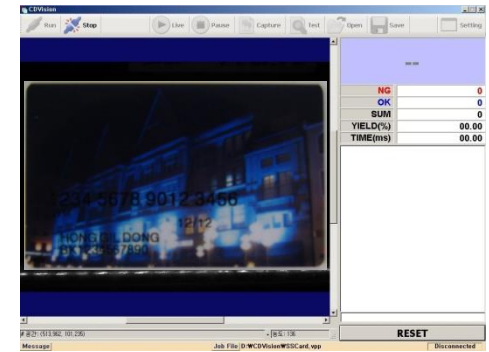 CDVision
Run Stop Live Pause Capture Test Open Save Setting
--
NG 0
OK 0
SUM 0
YIELD(%) 00.00
TIME(ms) 00.00
1234 5678 9012 3456
12/12
HONG GIL DONG
RESET
Message Job File D:₩CDVision₩SSCard.vpp Disconnected